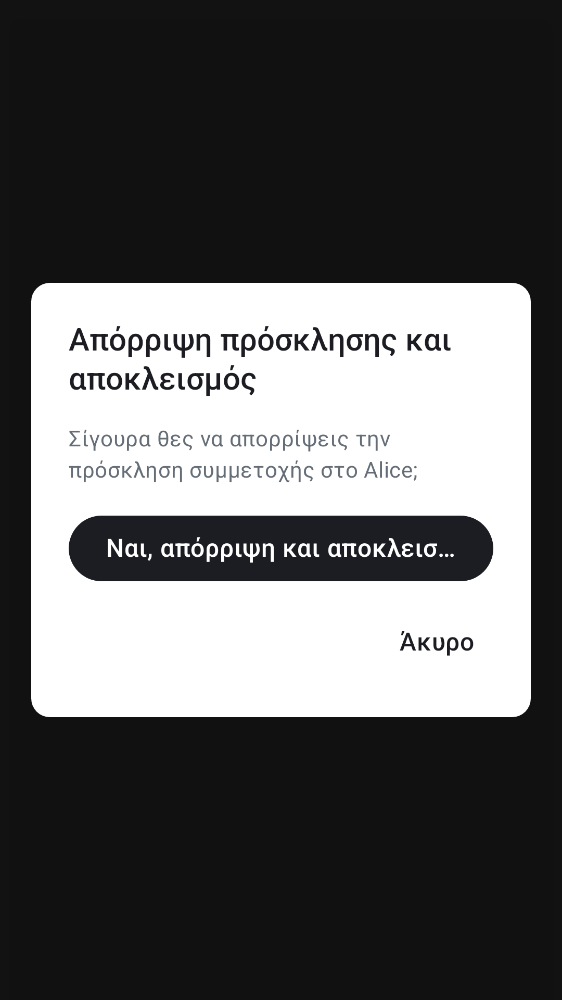 Απόρριψη πρόσκλησης και
αποκλεισμός
Σίγουρα θες να απορρίψεις την
πρόσκληση συμμετοχής στο Alice;
Ναι, απόρριψη και αποκλεισ…
Άκυρο